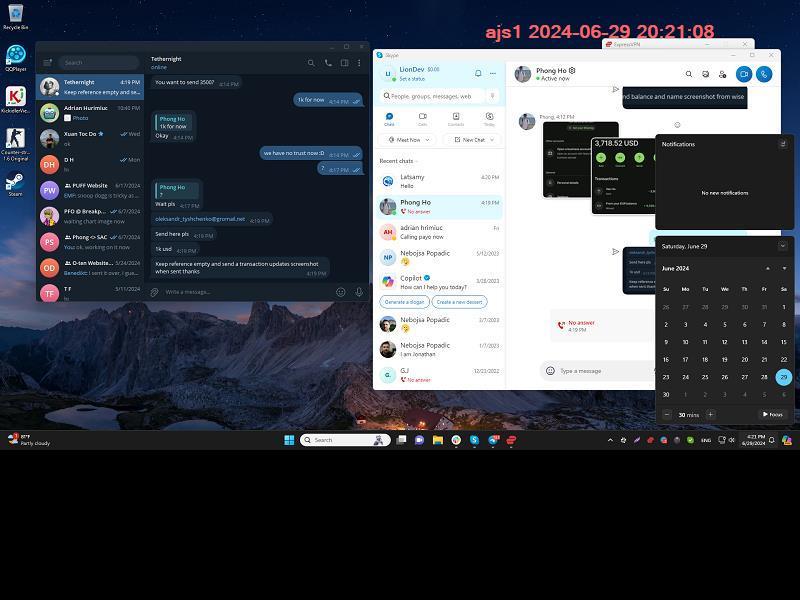 ajs1 2024-06-29 20:21:08
Recycle Bin
QQPlayer
KickidlerVie...
Counter-str...
1.6 Original
Steam
Search
Tethernight 4:19 PM
Keep reference empty and se...
Adrian Hurimiuc 10:40 PM
Photo
Xuan Toc Do Wed
ok
DH
D H Mon
hi
PW
PUFF Website 6/17/2024
EMF: snoop dogg is tricky as...
PFO @ Breakp... 6/7/2024
waiting chart image now
PS
Phong <> SAC 6/7/2024
You: ok, working on it now
OD
O-ten Website... 5/24/2024
Benedikt: I sent it over, I gue...
TF
T F 5/11/2024
hi
Tethernight
online
You want to send 3500? 4:14 PM
1k for now 4:14 PM
Phong Ho
1k for now
Okay 4:14 PM
we have no trust now :D 4:14 PM
? 4:17 PM
Phong Ho
?
Wait pls 4:17 PM
oleksandr_tyshchenko@gromail.net 4:19 PM
Send here pls 4:19 PM
1k usd 4:19 PM
Keep reference empty and send a transaction updates screenshot
when sent thanks 4:19 PM
Write a message...
ExpressVPN
Skype
LI
LionDev $0.00
Set a status
People, groups, messages, web
Chats
Calls
Contacts
Today
Meet Now
New Chat
Recent chats
Latsamy 4:20 PM
Hello
Phong Ho 4:19 PM
No answer
AH
adrian hrimiuc Fri
Calling payo now
NP
Nebojsa Popadic 5/12/2023
Copilot 3/28/2023
How can I help you today?
Generate a slogan
Create a new dessert
Nebojsa Popadic 2/7/2023
Nebojsa Popadic 1/7/2023
I am Jonathan
G.
G.J 12/23/2022
No answer
Phong Ho
Active now
nd balance and name screenshot from wise
Phong, 4:12 PM
3,718.52 USD
Transactions
No answer
4:19 PM
Type a message
Notifications
No new notifications
Saturday, June 29
June 2024
Su Mo Tu We Th Fr Sa
26 27 28 29 30 31 1
2 3 4 5 6 7 8
9 10 11 12 13 14 15
16 17 18 19 20 21 22
23 24 25 26 27 28 29
30 1 2 3 4 5 6
30 mins
Focus
81°F
Partly cloudy
Search
ENG
4:21 PM
6/29/2024